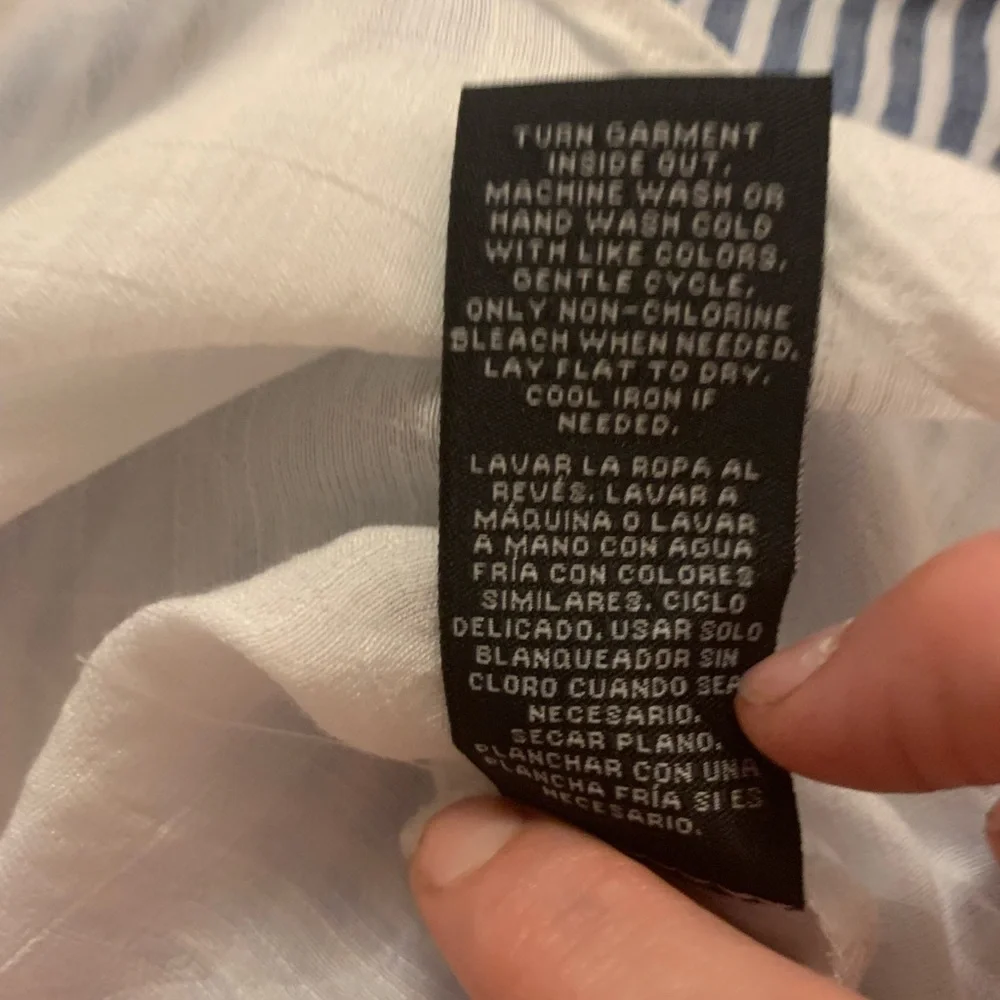 TURN GARMENT
INSIDE OUT.
MACHINE WASH OR
HAND WASH COLD
WITH LIKE COLORS,
GENTLE CYCLE.
ONLY NON-CHLORINE
BLEACH WHEN NEEDED.
LAY FLAT TO DRY.
COOL IRON IF
NEEDED.
LAVAR LA ROPA AL
REVÉS. LAVAR A
MÁQUINA O LAVAR
A MANO CON AGUA
FRÍA CON COLORES
SIMILARES. CICLO
DELICADO. USAR SOLO
BLANQUEADOR SIN
CLORO CUANDO SEA
NECESARIO.
SECAR PLANO.
PLANCHAR CON UNA
PLANCHA FRÍA SI ES
NECESARIO.